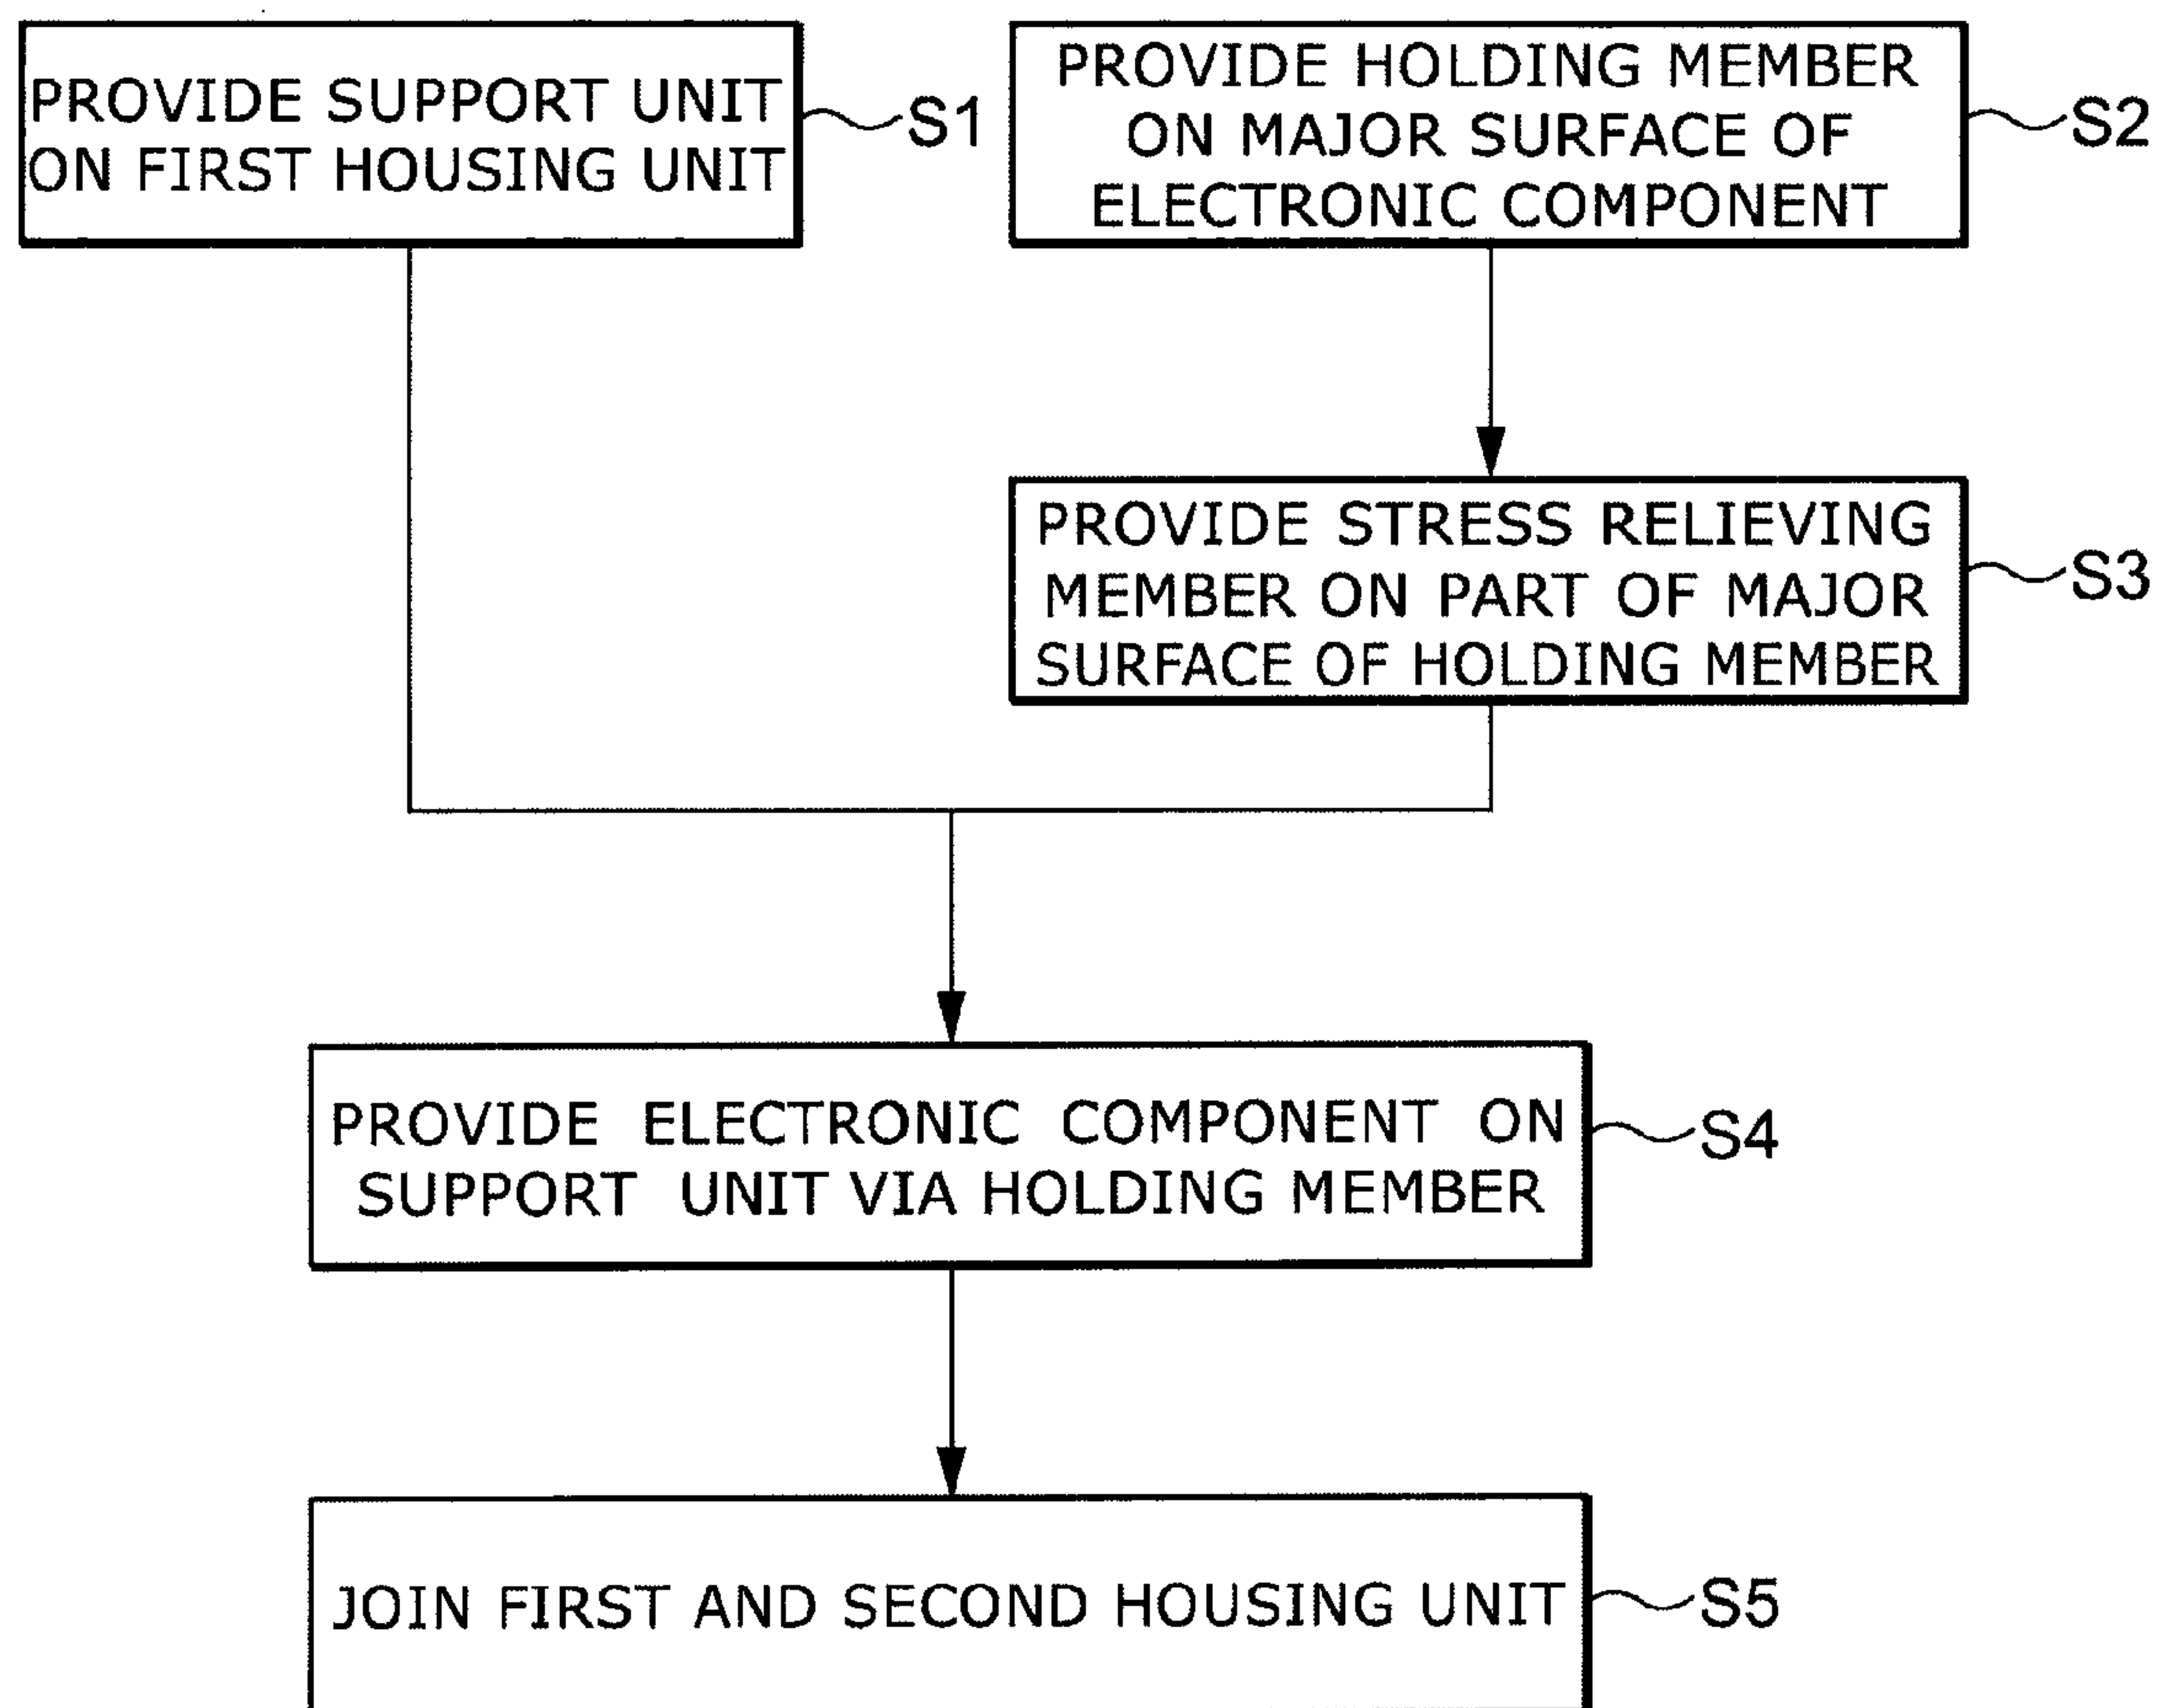 PROVIDE SUPPORT UNIT
ON FIRST HOUSING UNIT
S1
PROVIDE HOLDING MEMBER
ON MAJOR SURFACE OF
ELECTRONIC COMPONENT
S2
PROVIDE STRESS RELIEVING
MEMBER ON PART OF MAJOR
SURFACE OF HOLDING MEMBER
S3
PROVIDE ELECTRONIC COMPONENT ON
SUPPORT UNIT VIA HOLDING MEMBER
S4
JOIN FIRST AND SECOND HOUSING UNIT
S5